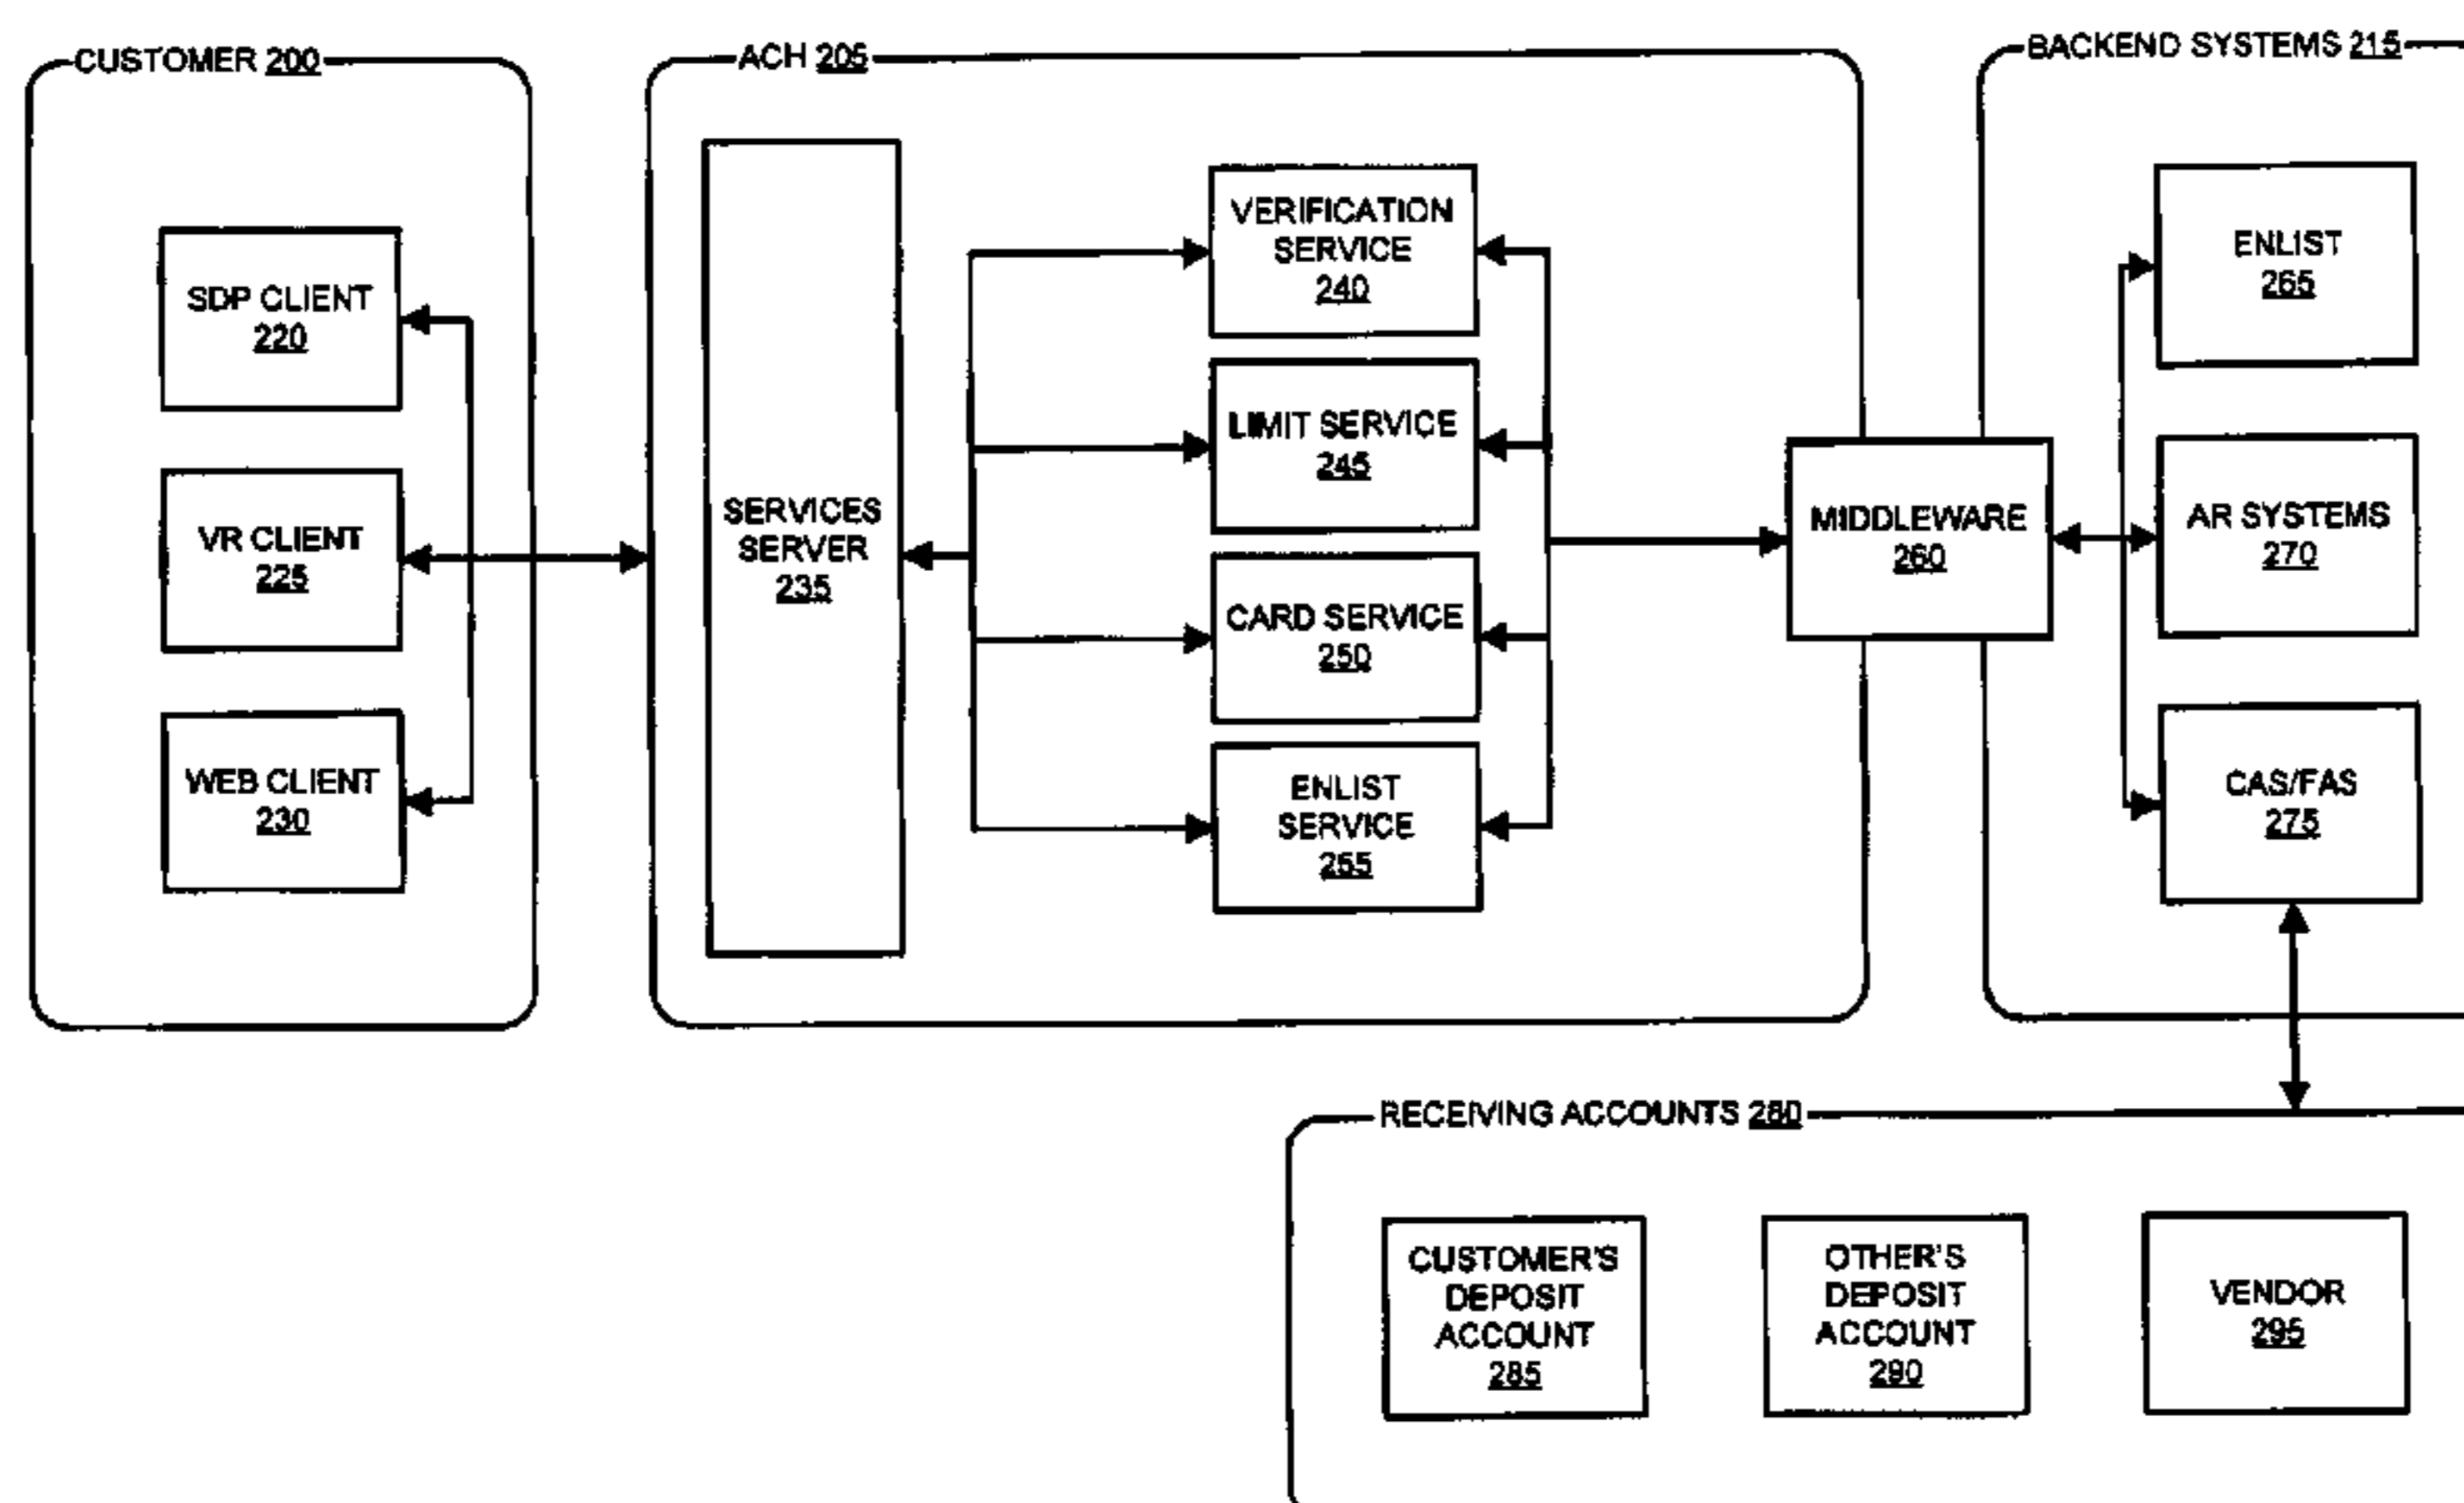 CUSTOMER 200
ACH 205
BACKEND SYSTEMS 215
SDP CLIENT
220
VR CLIENT
225
WEB CLIENT
230
SERVICES
SERVER
235
VERIFICATION
SERVICE
240
LIMIT SERVICE
245
CARD SERVICE
250
ENLIST
SERVICE
255
MIDDLEWARE
260
ENLIST
265
AR SYSTEMS
270
CAS/FAS
275
RECEIVING ACCOUNTS 280
CUSTOMER'S
DEPOSIT
ACCOUNT
285
OTHER'S
DEPOSIT
ACCOUNT
290
VENDOR
295